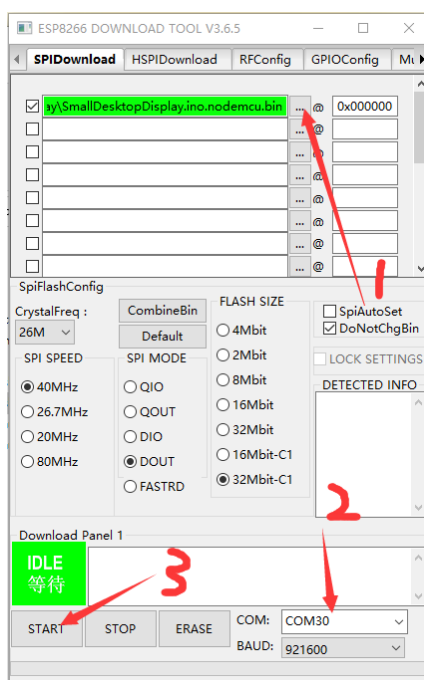 ESP8266 DOWNLOAD TOOL V3.6.5
SPIDownload HSPIDownload RFConfig GPIOConfig Mu
ay\SmallDesktopDisplay.ino.nodemcu.bin ... @ 0x000000
... @
... @
... @
... @
... @
... @
... @
SpiFlashConfig
CrystalFreq :
26M
CombineBin
Default
SPI SPEED
40MHz
26.7MHz
20MHz
80MHz
SPI MODE
QIO
QOUT
DIO
DOUT
FASTRD
FLASH SIZE
4Mbit
2Mbit
8Mbit
16Mbit
32Mbit
16Mbit-C1
32Mbit-C1
SpiAutoSet
DoNotChgBin
LOCK SETTINGS
DETECTED INFO
1
2
3
Download Panel 1
IDLE
等待
START STOP ERASE
COM: COM30
BAUD: 921600